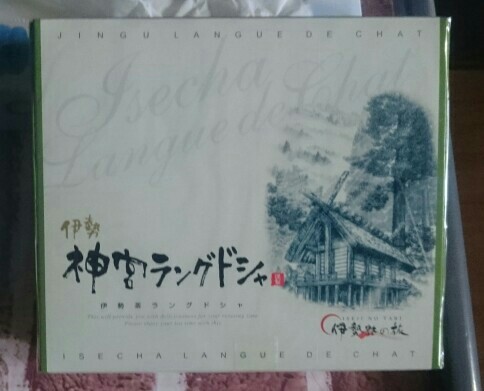 JINGU LANGUE DE CHAT
Isecha
Langue de Chat
伊勢
神宮ラングドシャ
伊勢茶ラングドシャ
伊勢路の旅
ISECHA LANGUE DE CHAT